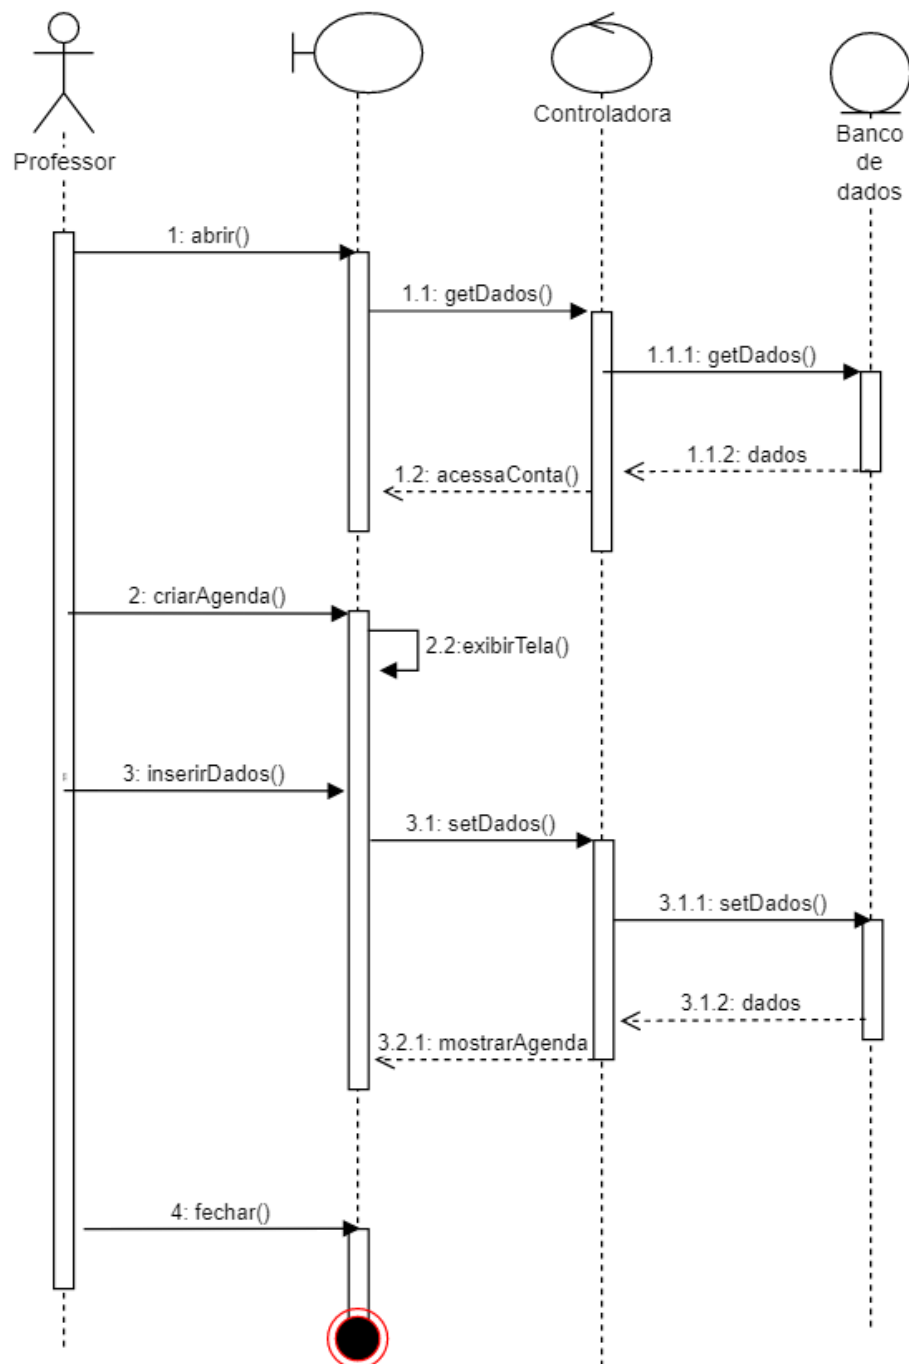 Controladora
Banco
de
dados
Professor
1: abrir()
1.1: getDados()
1.1.1: getDados()
1.1.2: dados
1.2: acessaConta()
2: criarAgenda()
2.2:exibirTela()
3: inserirDados()
3.1: setDados()
3.1.1: setDados()
3.1.2: dados
3.2.1: mostrarAgenda
4: fechar()